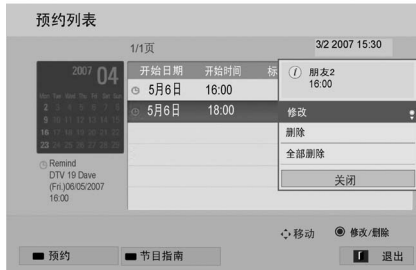 预约列表
1/1页
3/2 2007 15:30
2007 04
开始日期 开始时间 标
5月6日 16:00
5月6日 18:00
朋友2
16:00
修改
删除
全部删除
关闭
Remind
DTV 19 Dave
(Fri.)06/05/2007
16:00
移动
修改/删除
预约
节目指南
退出